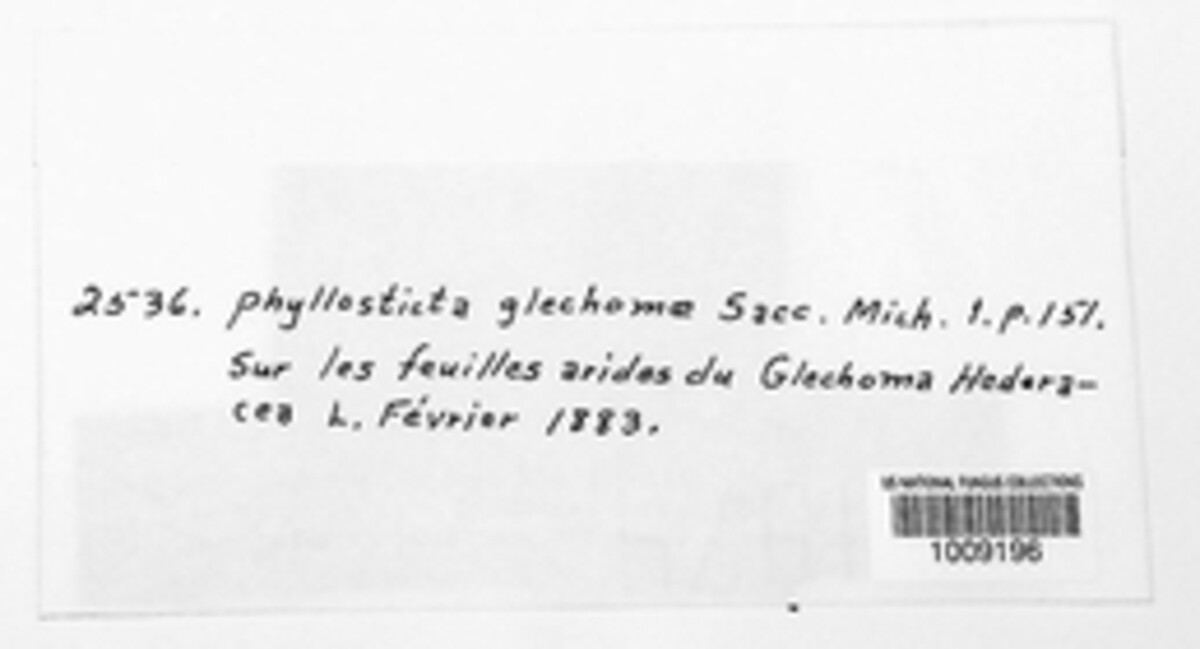 2536. phyllosticta glechomæ Sacc. Mich. 1. p. 151.
Sur les feuilles arides du Glechoma Hedera-
cea L. Février 1883.
US NATIONAL FUNGUS COLLECTIONS
1009196